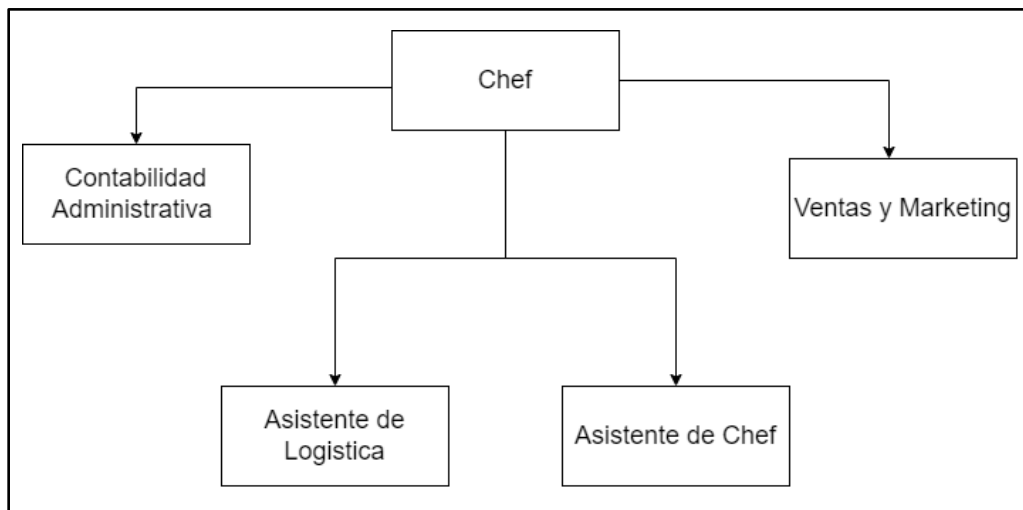 Chef
Contabilidad
Administrativa
Ventas y Marketing
Asistente de
Logistica
Asistente de Chef